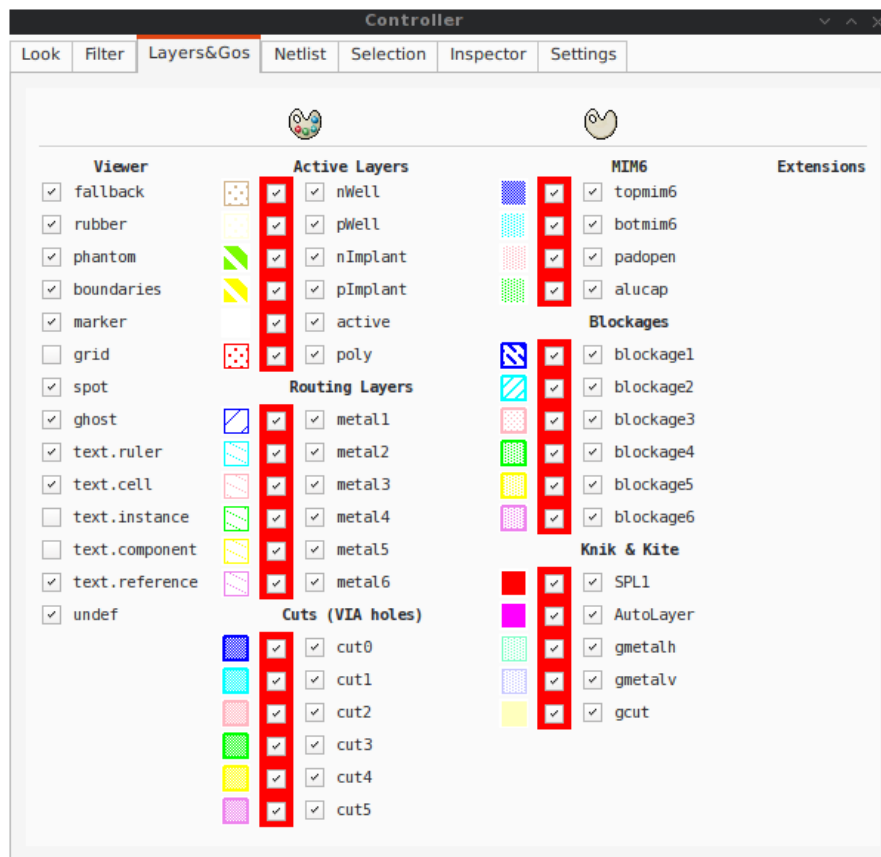 Controller
Look Filter Layers&Gos Netlist Selection Inspector Settings
Viewer
fallback
rubber
phantom
boundaries
marker
grid
spot
ghost
text.ruler
text.cell
text.instance
text.component
text.reference
undef
Active Layers
nWell
pWell
nImplant
pImplant
active
poly
Routing Layers
metal1
metal2
metal3
metal4
metal5
metal6
Cuts (VIA holes)
cut0
cut1
cut2
cut3
cut4
cut5
MIM6
topmim6
botmim6
padopen
alucap
Blockages
blockage1
blockage2
blockage3
blockage4
blockage5
blockage6
Knik & Kite
SPL1
AutoLayer
gmetalh
gmetalv
gcut
Extensions